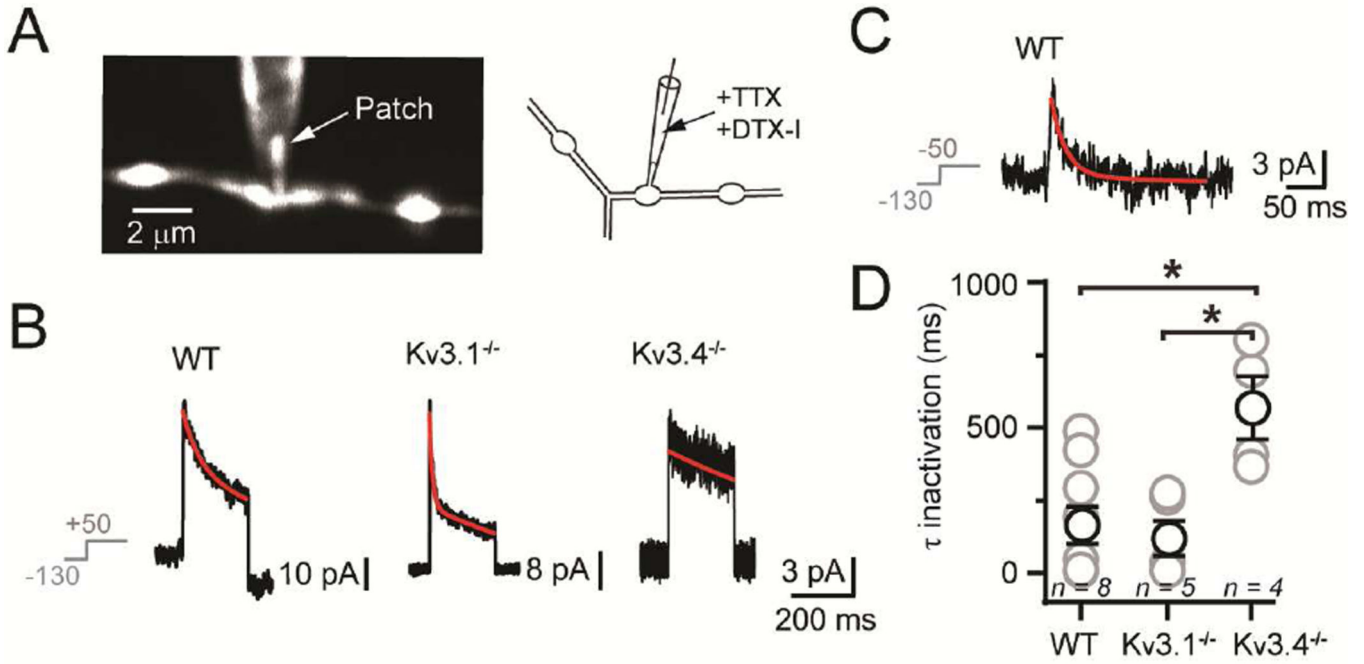 A
Patch
2 μm
+TTX
+DTX-I
C
WT
-50
-130
3 pA
50 ms
B
WT
Kv3.1-/-
Kv3.4-/-
+50
-130
10 pA
8 pA
3 pA
200 ms
D
τ inactivation (ms)
1000
500
0
*
*
n = 8
n = 5
n = 4
WT
Kv3.1-/-
Kv3.4-/-